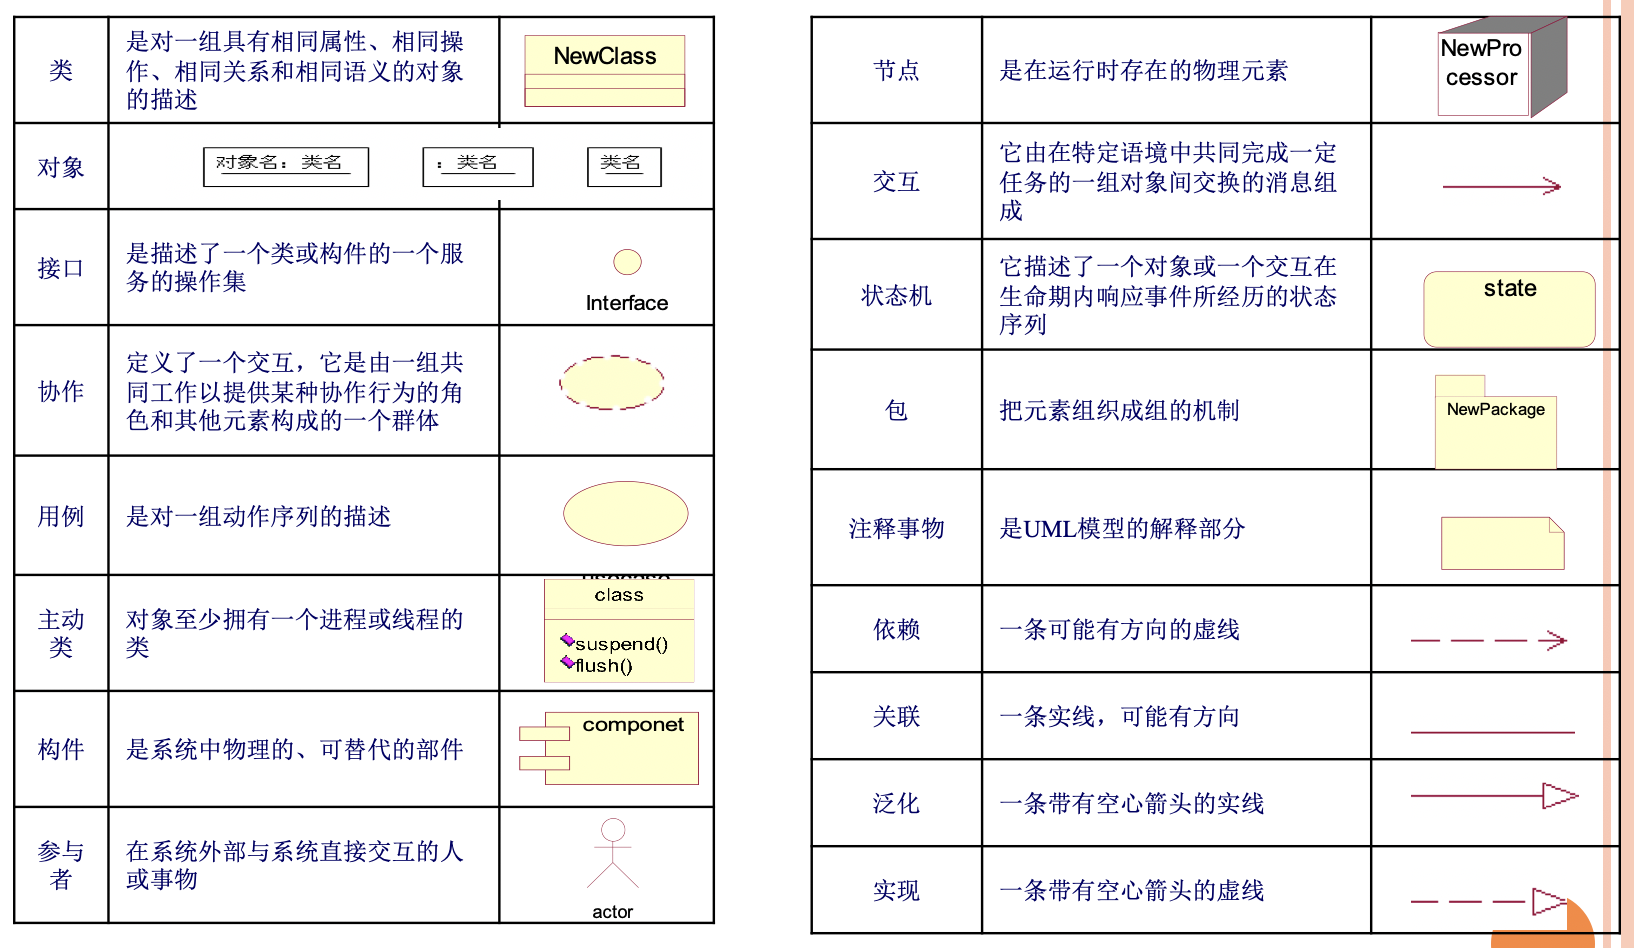 类
是对一组具有相同属性、相同操
作、相同关系和相同语义的对象
的描述
NewClass
对象
对象名：类名
：类名
类名
接口
是描述了一个类或构件的一个服
务的操作集
Interface
协作
定义了一个交互，它是由一组共
同工作以提供某种协作行为的角
色和其他元素构成的一个群体
用例
是对一组动作序列的描述
主动
类
对象至少拥有一个进程或线程的
类
class
suspend()
flush()
构件
是系统中物理的、可替代的部件
componet
参与
者
在系统外部与系统直接交互的人
或事物
actor
节点
是在运行时存在的物理元素
NewPro
cessor
交互
它由在特定语境中共同完成一定
任务的一组对象间交换的消息组
成
状态机
它描述了一个对象或一个交互在
生命期内响应事件所经历的状态
序列
state
包
把元素组织成组的机制
NewPackage
注释事物
是UML模型的解释部分
依赖
一条可能有方向的虚线
关联
一条实线，可能有方向
泛化
一条带有空心箭头的实线
实现
一条带有空心箭头的虚线